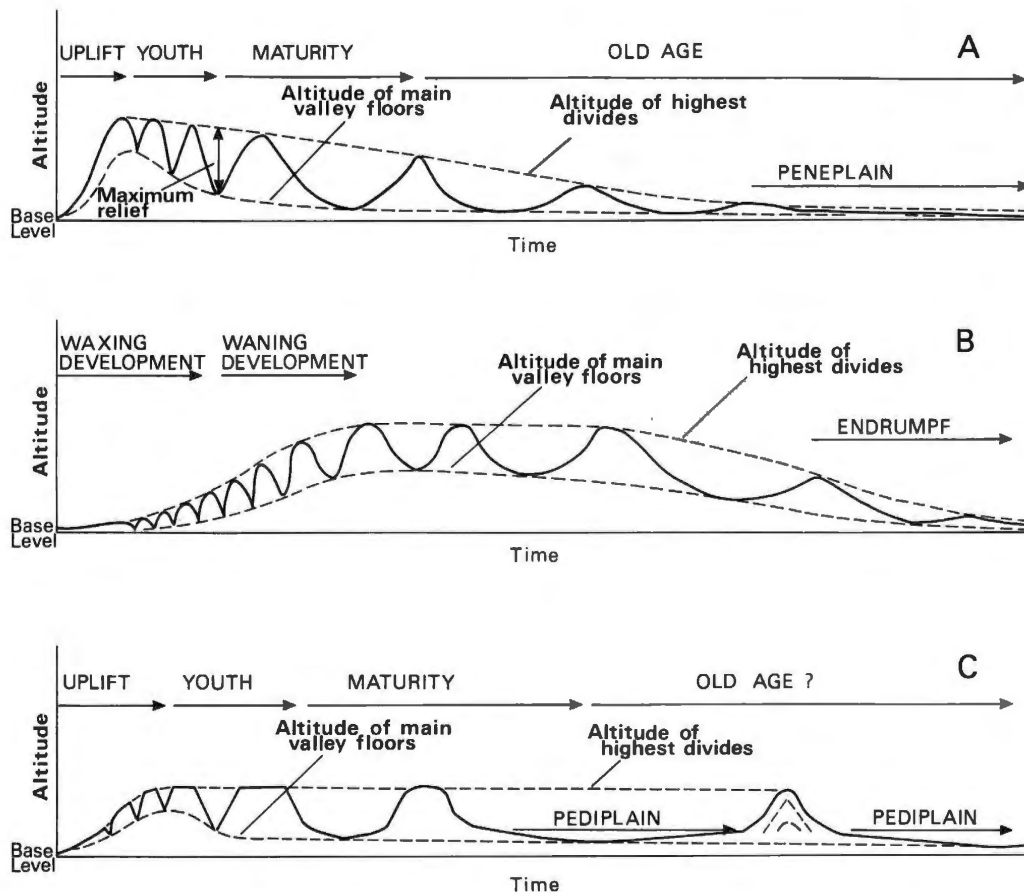 A
UPLIFT YOUTH MATURITY OLD AGE
Altitude of main
valley floors
Altitude of highest
divides
Altitude
PENEPLAIN
Maximum
relief
Base
Level
Time
B
WAXING
DEVELOPMENT
WANING
DEVELOPMENT
Altitude of main
valley floors
Altitude of
highest divides
ENDRUMPF
Altitude
Base
Level
Time
C
UPLIFT YOUTH MATURITY OLD AGE ?
Altitude of main
valley floors
Altitude of
highest divides
Altitude
PEDIPLAIN
PEDIPLAIN
Base
Level
Time